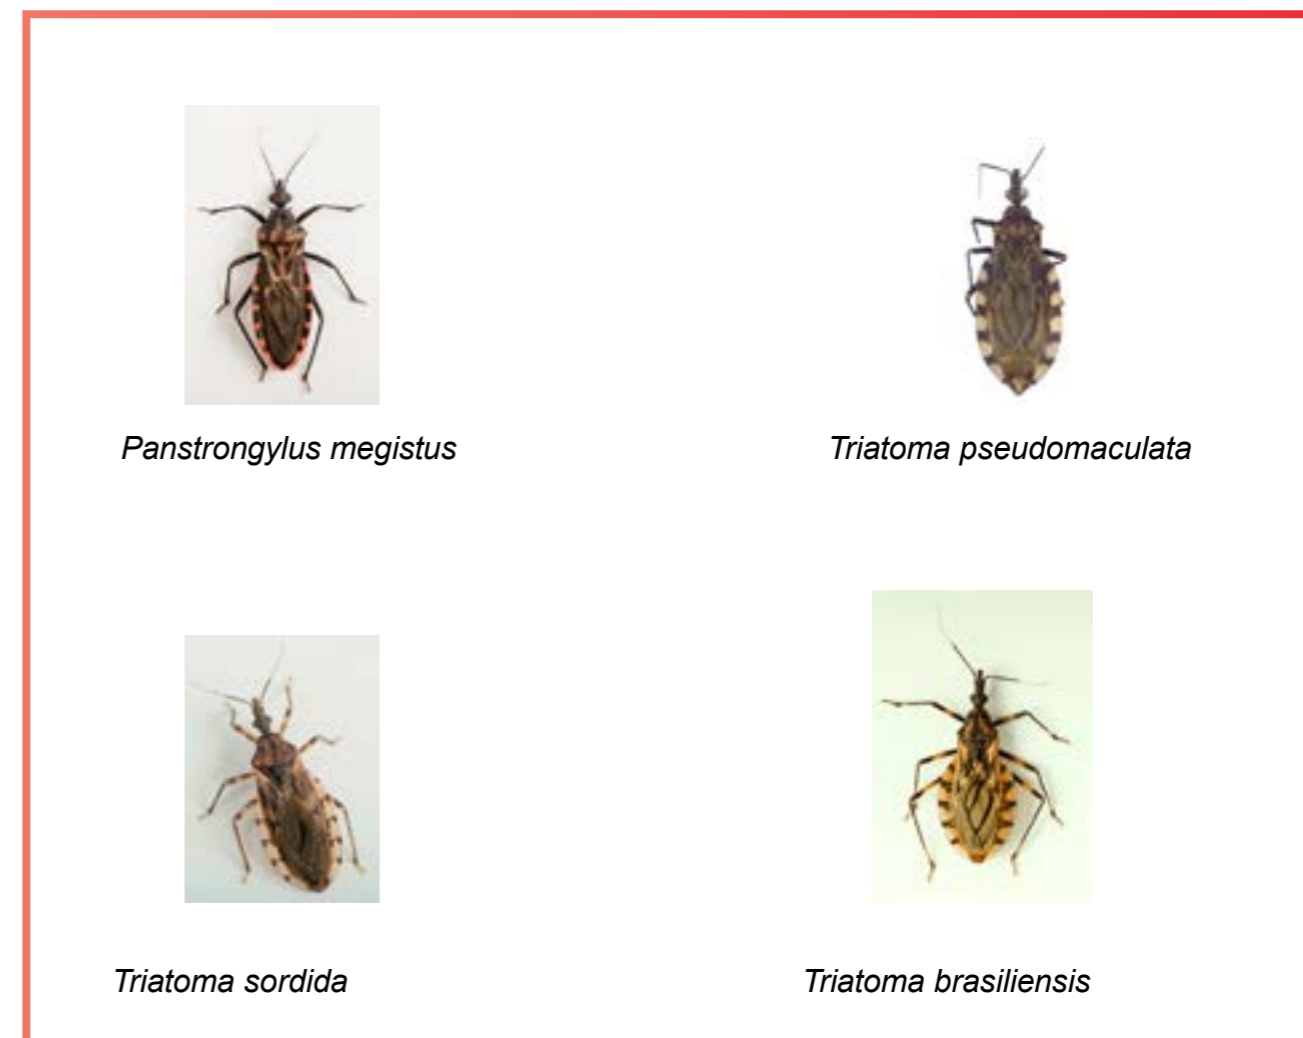 Panstrongylus megistus
Triatoma pseudomaculata
Triatoma sordida
Triatoma brasiliensis